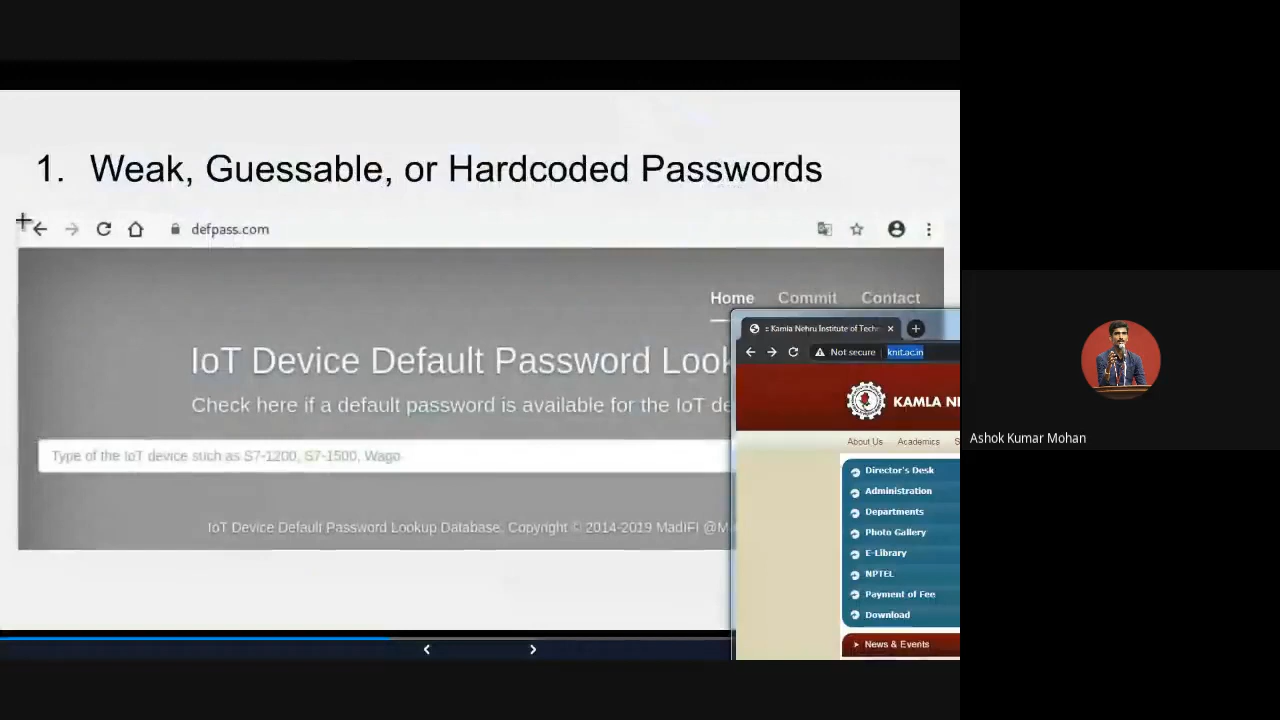 1. Weak, Guessable, or Hardcoded Passwords
defpass.com
Home Commit Contact
IoT Device Default Password Look
Check here if a default password is available for the IoT de
Type of the IoT device such as S7-1200, S7-1500, Wago
IoT Device Default Password Lookup Database, Copyright © 2014-2019 MadIFI @M
:: Kamla Nehru Institute of Techn
Not secure | knit.ac.in
KAMLA NE
About Us Academics S
Director's Desk
Administration
Departments
Photo Gallery
E-Library
NPTEL
Payment of Fee
Download
News & Events
Ashok Kumar Mohan